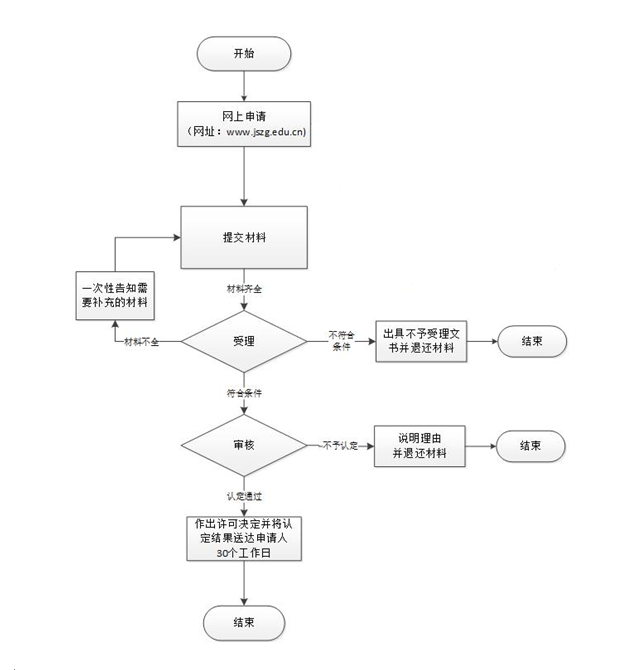 开始
网上申请
（网址：www.jszg.edu.cn)
提交材料
材料齐全
一次性告知需
要补充的材料
材料不全
受理
不符合
条件
出具不予受理文
书并退还材料
结束
符合条件
审核
不予认定
说明理由
并退还材料
结束
认定通过
作出许可决定并将认
定结果送达申请人
30个工作日
结束